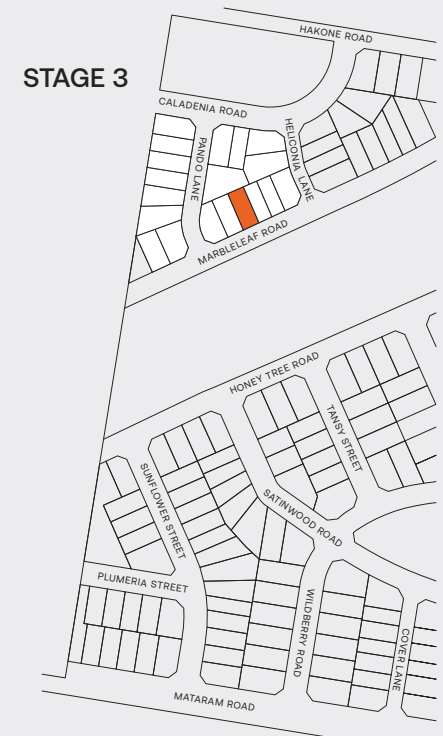 HAKONE ROAD
STAGE 3
CALADENIA ROAD
PANDO LANE
HELICONIA LANE
MARBLELEAF ROAD
HONEY TREE ROAD
TANSY STREET
SUNFLOWER STREET
SATINWOOD ROAD
PLUMERIA STREET
WILDBERRY ROAD
COVER LANE
MATARAM ROAD